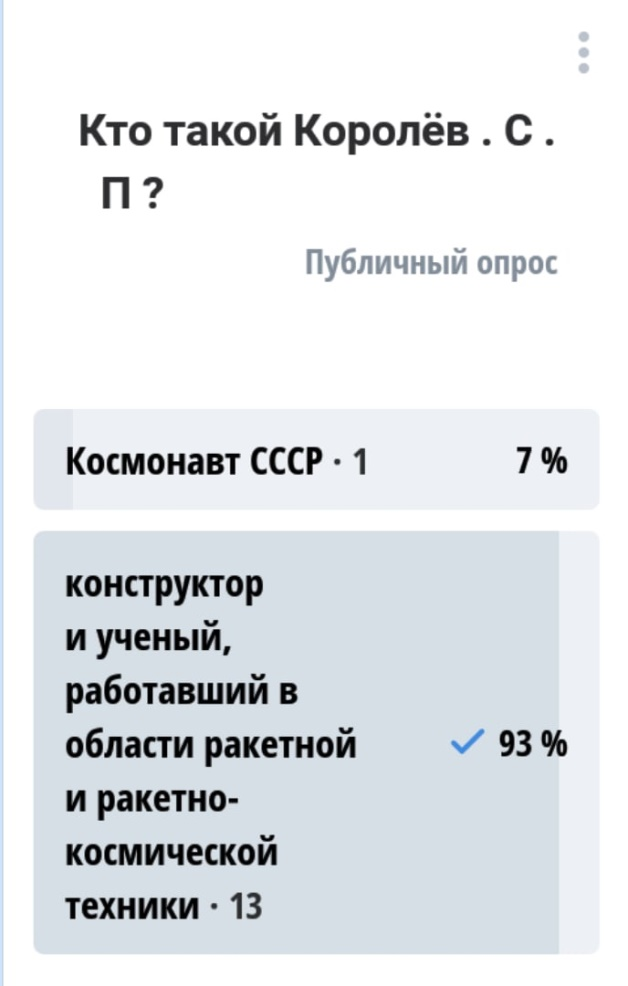 Кто такой Королёв . С .
П ?
Публичный опрос
Космонавт СССР · 1 7 %
конструктор
и ученый,
работавший в
области ракетной 93 %
и ракетно-
космической
техники · 13